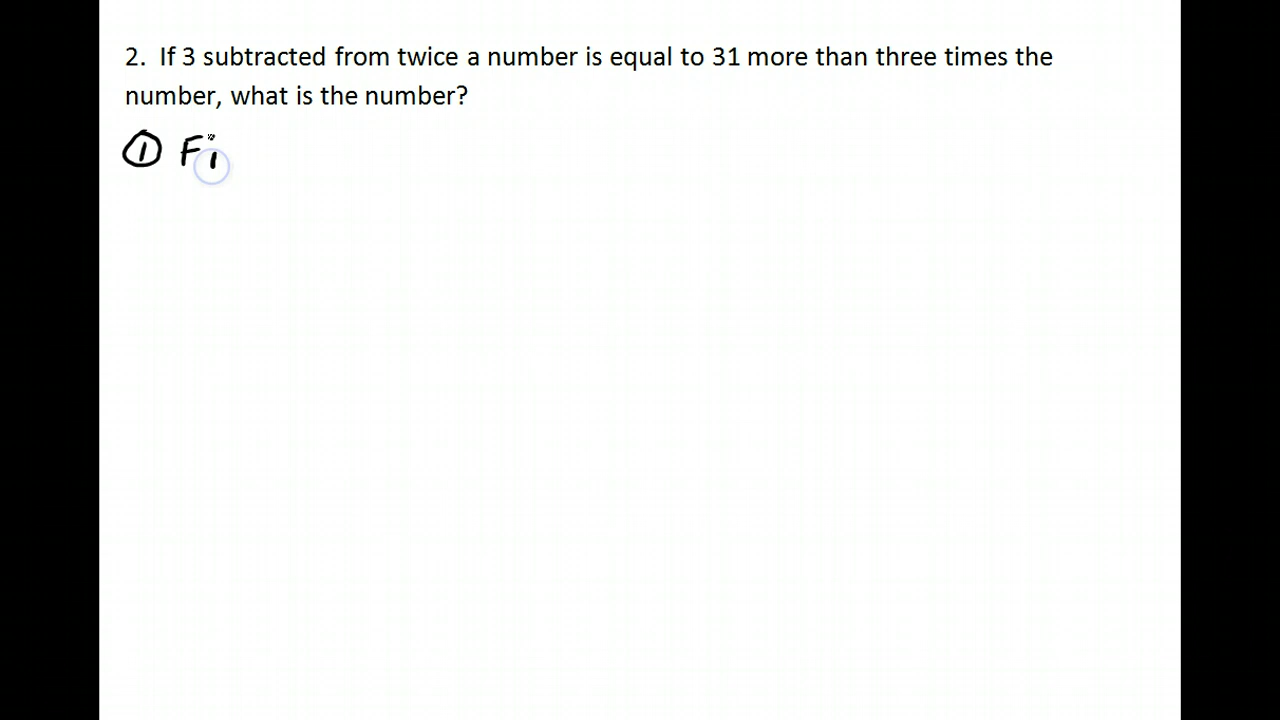 2. If 3 subtracted from twice a number is equal to 31 more than three times the
number, what is the number?
① Fi